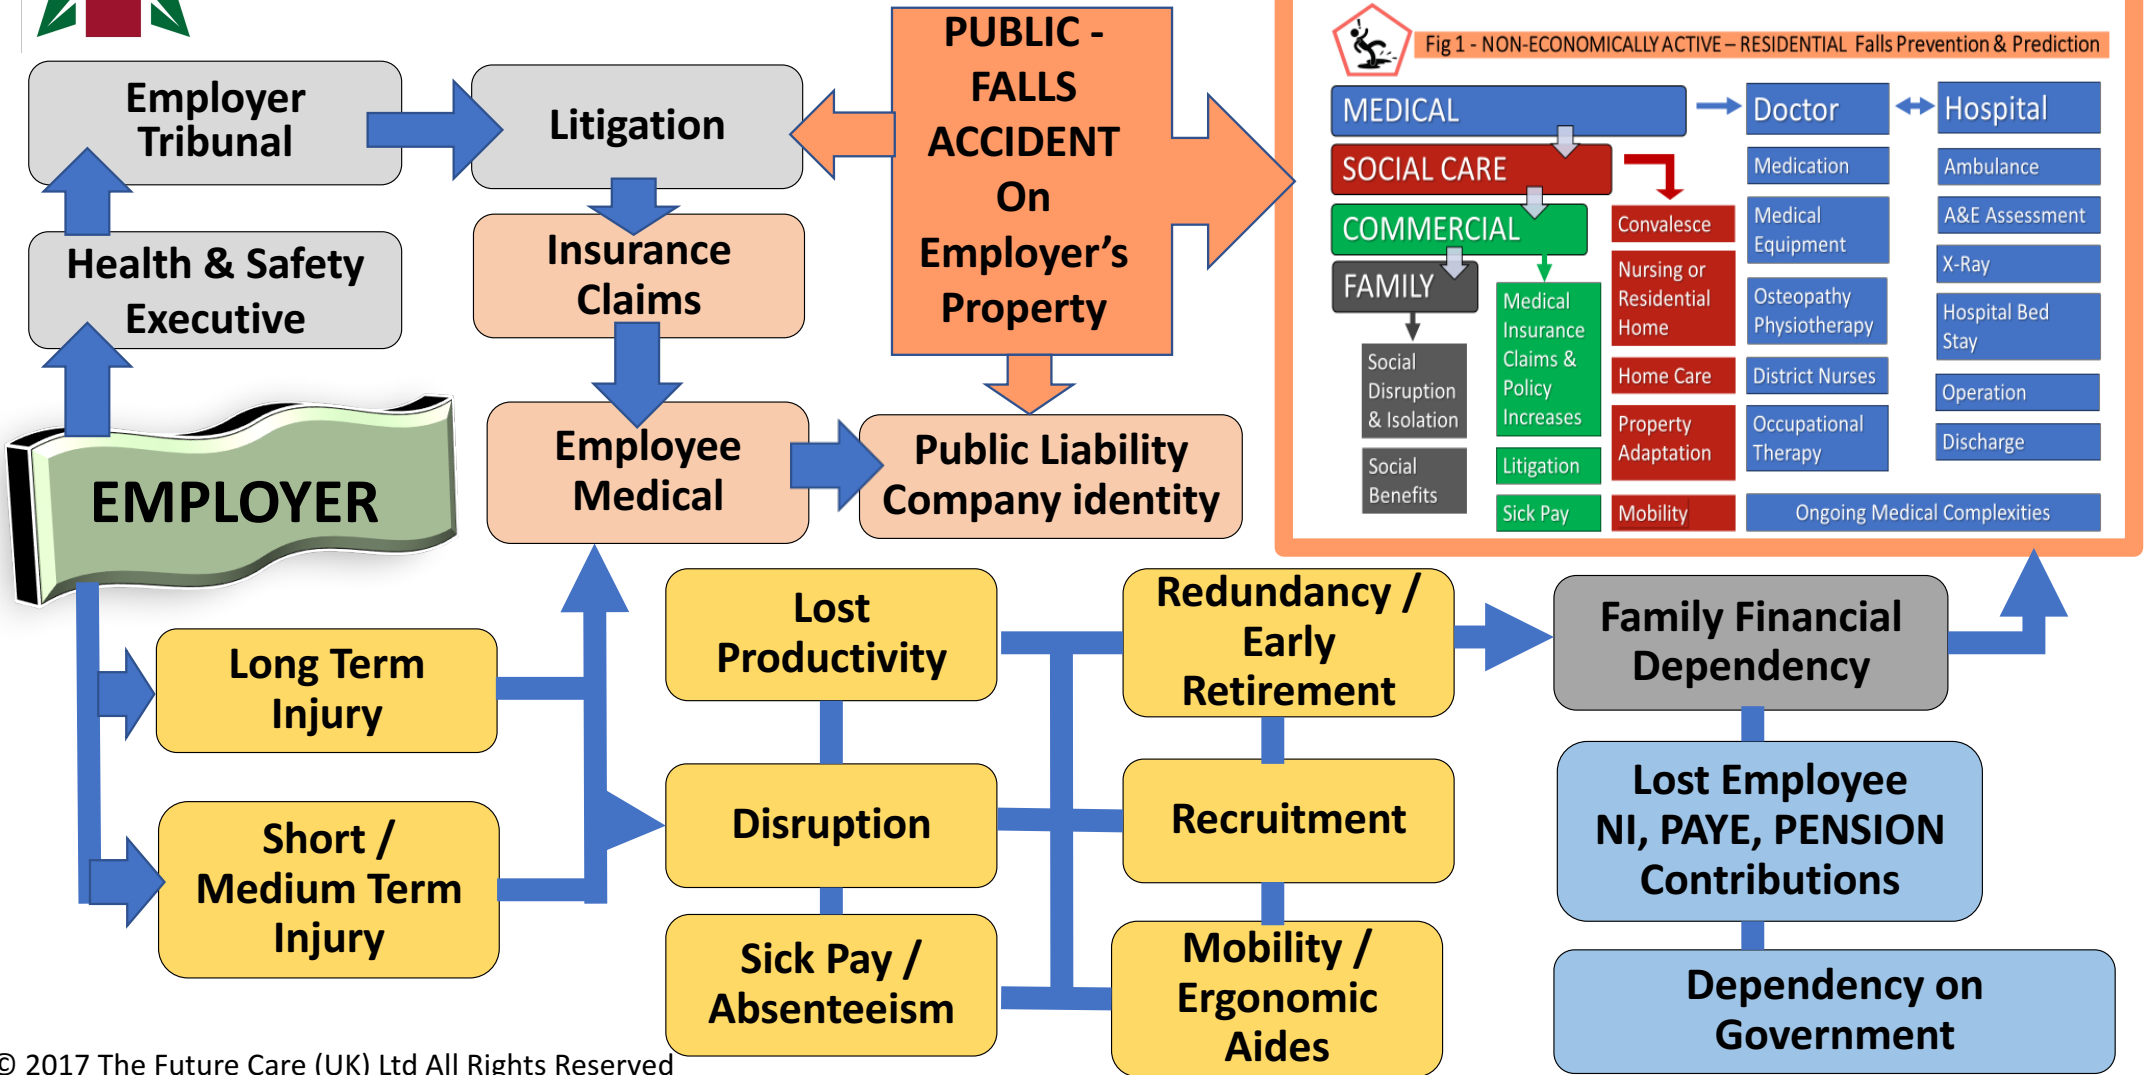 Employer
Tribunal
Litigation
PUBLIC -
FALLS
ACCIDENT
On
Employer’s
Property
Health & Safety
Executive
Insurance
Claims
EMPLOYER
Employee
Medical
Public Liability
Company identity
Fig 1 - NON-ECONOMICALLY ACTIVE – RESIDENTIAL Falls Prevention & Prediction
MEDICAL
SOCIAL CARE
COMMERCIAL
FAMILY
Social
Disruption
& Isolation
Social
Benefits
Medical
Insurance
Claims &
Policy
Increases
Litigation
Sick Pay
Convalesce
Nursing or
Residential
Home
Home Care
Property
Adaptation
Mobility
Doctor
Medication
Medical
Equipment
Osteopathy
Physiotherapy
District Nurses
Occupational
Therapy
Hospital
Ambulance
A&E Assessment
X-Ray
Hospital Bed
Stay
Operation
Discharge
Ongoing Medical Complexities
Long Term
Injury
Short /
Medium Term
Injury
Lost
Productivity
Disruption
Sick Pay /
Absenteeism
Redundancy /
Early
Retirement
Recruitment
Mobility /
Ergonomic
Aides
Family Financial
Dependency
Lost Employee
NI, PAYE, PENSION
Contributions
Dependency on
Government
© 2017 The Future Care (UK) Ltd All Rights Reserved